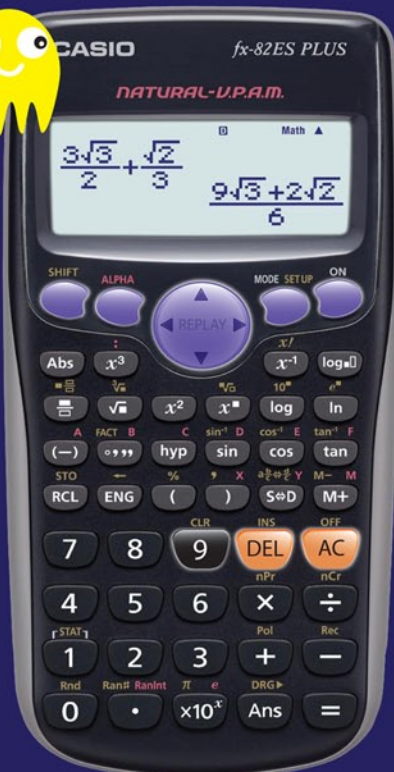 CASIO fx-82ES PLUS
NATURAL-V.P.A.M.
D Math ▲
3√3/2+√2/3
9√3+2√2/6
SHIFT ALPHA MODE SETUP ON
REPLAY
: x!
Abs x³ x⁻¹ log▪▯
∛▪ ▪√▫ 10▪ e▪
√▪ x² x▪ log ln
A FACT B C sin⁻¹ D cos⁻¹ E tan⁻¹ F
(−) °,,, hyp sin cos tan
STO ← % , X Y M− M
RCL ENG ( ) S⇔D M+
CLR INS OFF
7 8 9 DEL AC
nPr nCr
4 5 6 × ÷
STAT Pol Rec
1 2 3 + −
Rnd Ran# RanInt π e DRG▶
0 · ×10ˣ Ans =